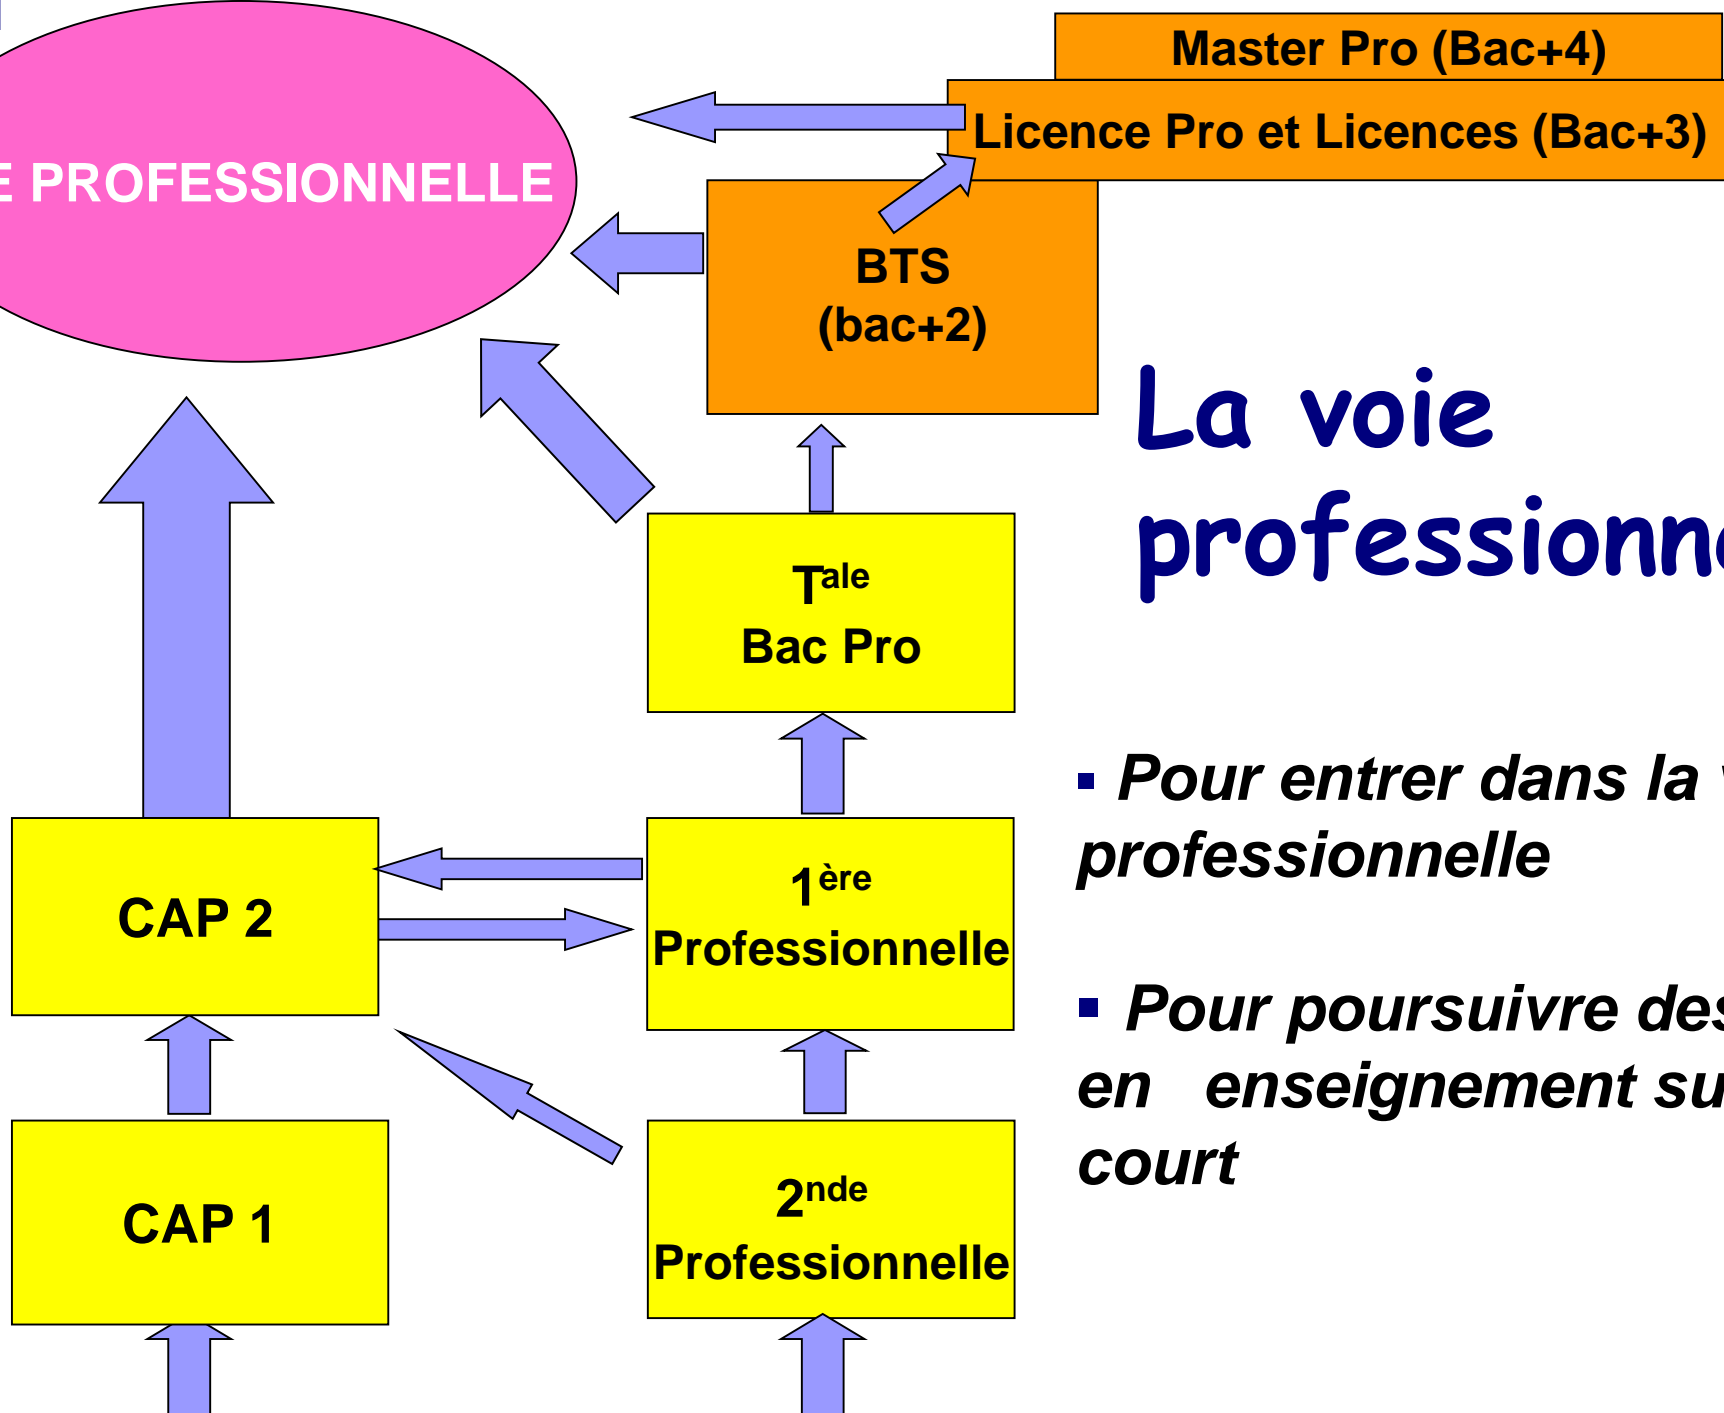 Master Pro (Bac+4)
Licence Pro et Licences (Bac+3)
E PROFESSIONNELLE
BTS
(bac+2)
La voie
professionn
Tale
Bac Pro
Pour entrer dans la
professionnelle
CAP 2
1ère
Professionnelle
Pour poursuivre des
en enseignement su
court
CAP 1
2nde
Professionnelle